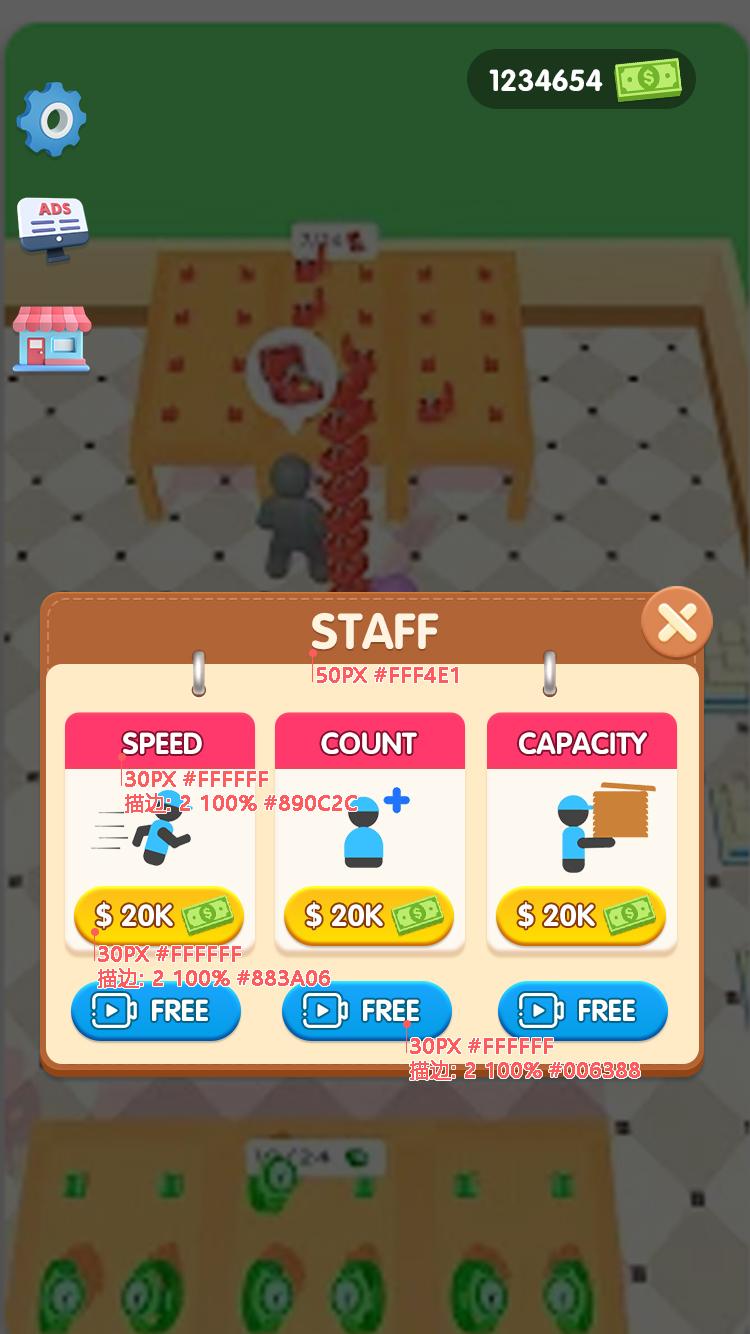 1234654
ADS
STAFF
50PX #FFF4E1
SPEED
COUNT
CAPACITY
30PX #FFFFFF
描边: 2 100% #890C2C
$ 20K
$ 20K
$ 20K
30PX #FFFFFF
描边: 2 100% #883A06
FREE
FREE
FREE
30PX #FFFFFF
描边: 2 100% #006388